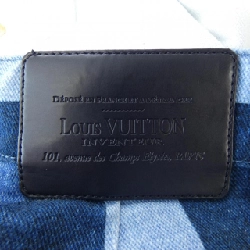 Louis Vuitton
INVENTEUR
101, avenue des Champs Elysées, PARIS